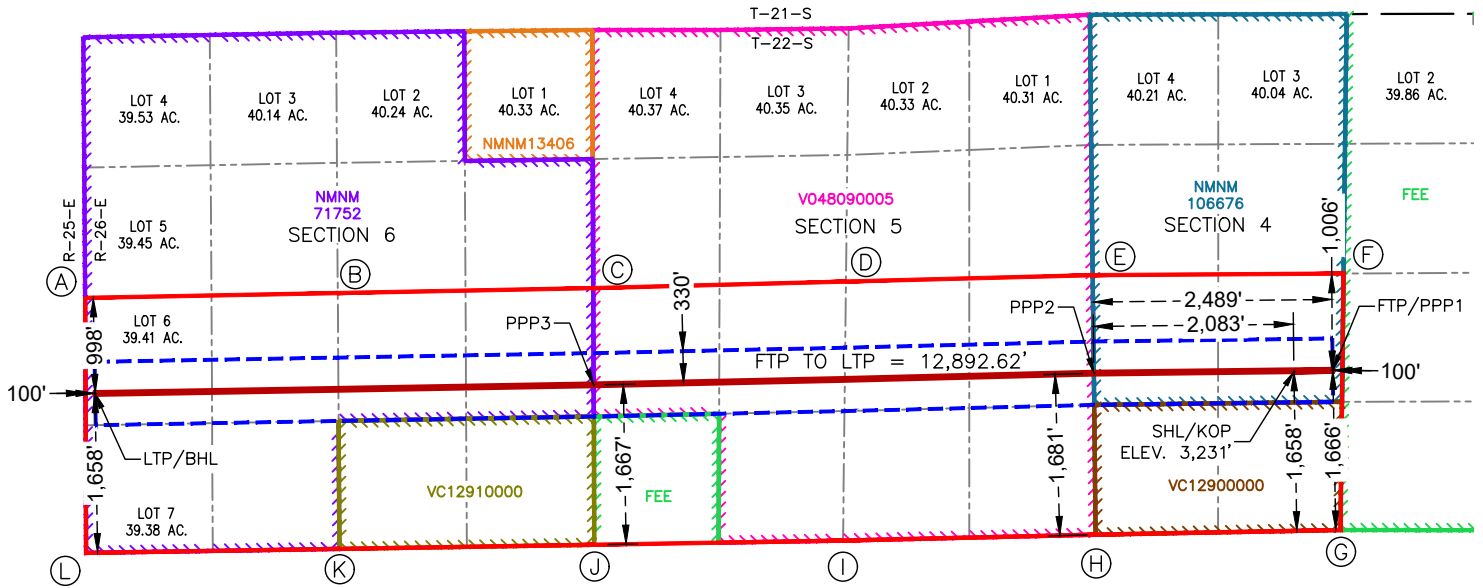 T-21-S
T-22-S
LOT 4
39.53 AC.
LOT 3
40.14 AC.
LOT 2
40.24 AC.
LOT 1
40.33 AC.
LOT 4
40.37 AC.
LOT 3
40.35 AC.
LOT 2
40.33 AC.
LOT 1
40.31 AC.
LOT 4
40.21 AC.
LOT 3
40.04 AC.
LOT 2
39.86 AC.
NMNM13406
R-25-E
R-26-E
LOT 5
39.45 AC.
NMNM
71752
SECTION 6
V048090005
SECTION 5
NMNM
106676
SECTION 4
FEE
1,006'
A
B
C
D
E
F
330'
2,489'
2,083'
PPP3
PPP2
FTP/PPP1
LOT 6
39.41 AC.
998'
FTP TO LTP = 12,892.62'
100'
100'
LTP/BHL
1,658'
1,667'
1,681'
SHL/KOP
ELEV. 3,231'
1,658'
1,666'
VC12910000
FEE
VC12900000
LOT 7
39.38 AC.
L
K
J
I
H
G